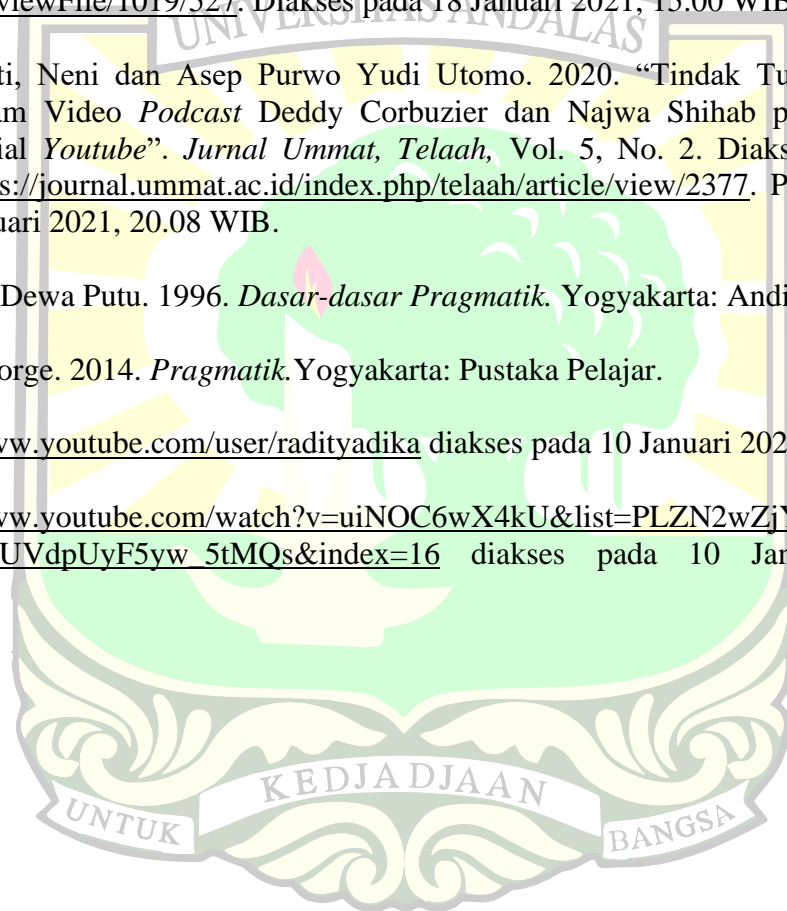 viewFile/1019/527. Diakses pada 18 Januari 2021, 15.00 WIB
UNIVERSITAS ANDALAS
ti, Neni dan Asep Purwo Yudi Utomo. 2020. “Tindak Tu
am Video Podcast Deddy Corbuzier dan Najwa Shihab p
ial Youtube”. Jurnal Ummat, Telaah, Vol. 5, No. 2. Diaks
s://journal.ummat.ac.id/index.php/telaah/article/view/2377. P
uari 2021, 20.08 WIB.
Dewa Putu. 1996. Dasar-dasar Pragmatik. Yogyakarta: Andi
orge. 2014. Pragmatik.Yogyakarta: Pustaka Pelajar.
ww.youtube.com/user/radityadika diakses pada 10 Januari 202
ww.youtube.com/watch?v=uiNOC6wX4kU&list=PLZN2wZjY
UVdpUyF5yw_5tMQs&index=16 diakses pada 10 Jan
UNTUK KEDJADJAAN BANGSA